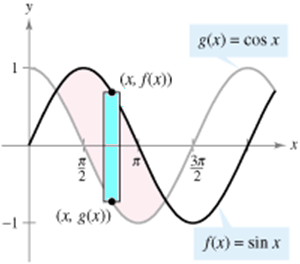 y
g(x) = cos x
1
(x, f(x))
x
π/2
π
3π/2
−1
(x, g(x))
f(x) = sin x